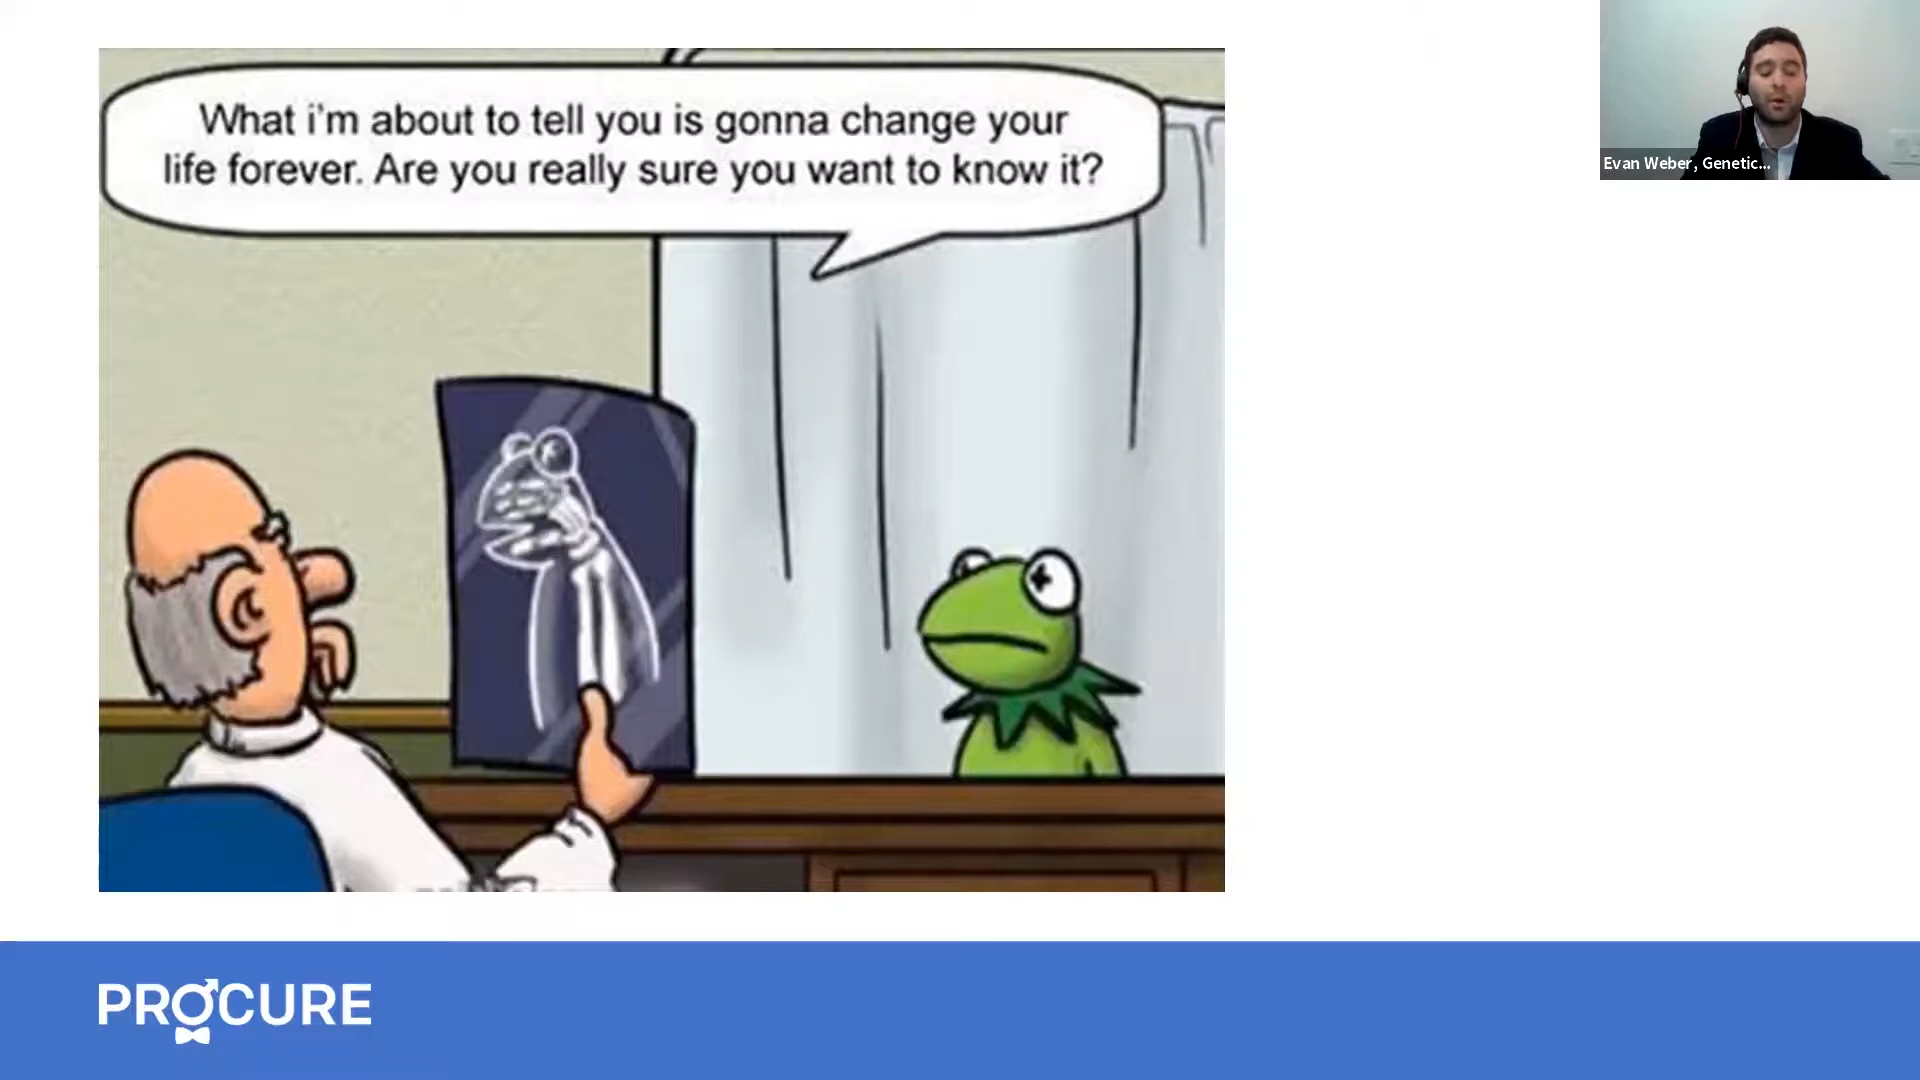 What i'm about to tell you is gonna change your
life forever. Are you really sure you want to know it?
Evan Weber, Genetic...
PROCURE